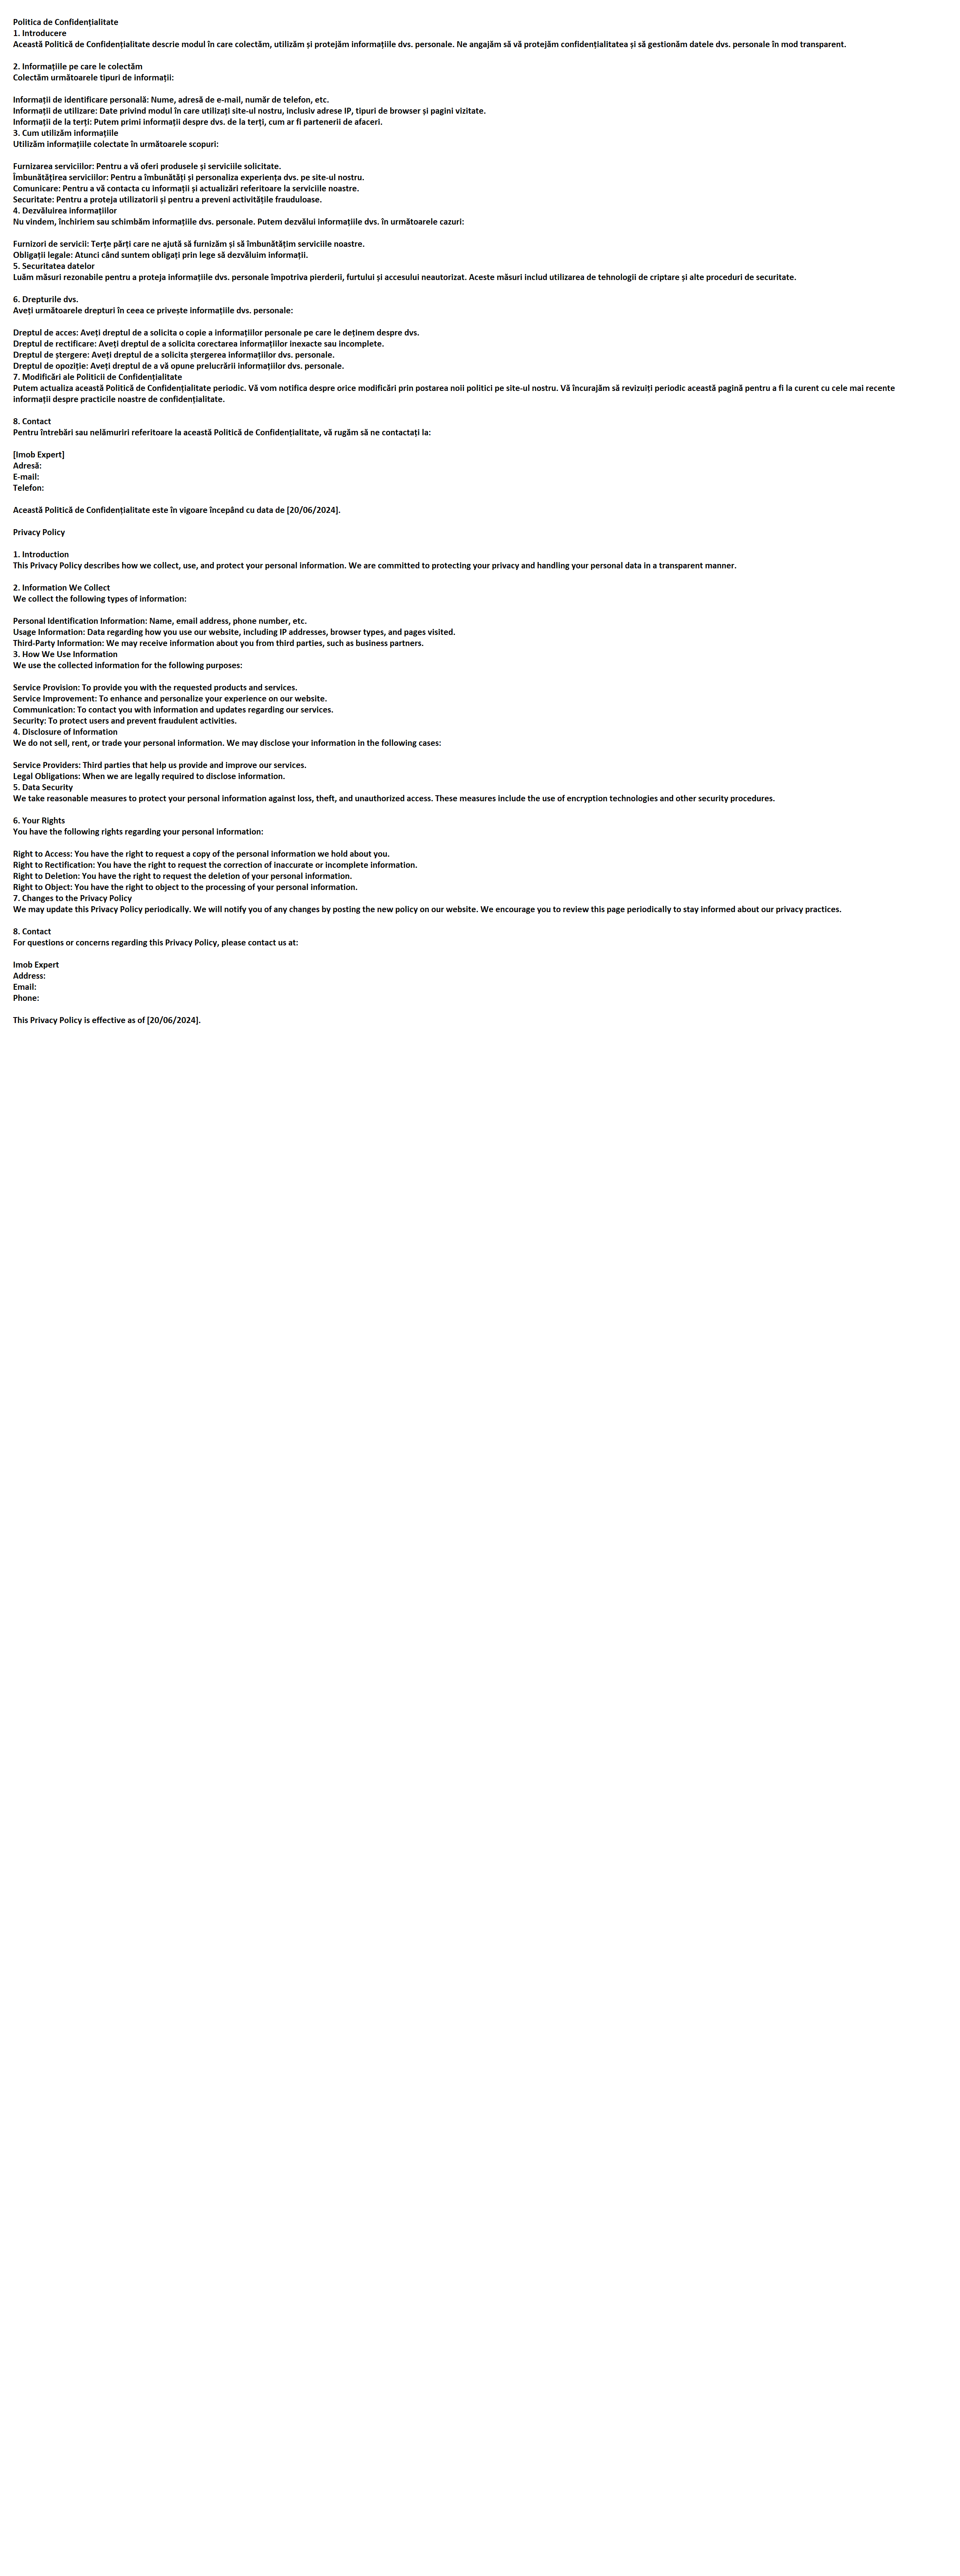 Politica de Confidențialitate
1. Introducere
Această Politică de Confidențialitate descrie modul în care colectăm, utilizăm și protejăm informațiile dvs. personale. Ne angajăm să vă protejăm confidențialitatea și să gestionăm datele dvs. personale în mod transparent.
2. Informațiile pe care le colectăm
Colectăm următoarele tipuri de informații:
Informații de identificare personală: Nume, adresă de e-mail, număr de telefon, etc.
Informații de utilizare: Date privind modul în care utilizați site-ul nostru, inclusiv adrese IP, tipuri de browser și pagini vizitate.
Informații de la terți: Putem primi informații despre dvs. de la terți, cum ar fi partenerii de afaceri.
3. Cum utilizăm informațiile
Utilizăm informațiile colectate în următoarele scopuri:
Furnizarea serviciilor: Pentru a vă oferi produsele și serviciile solicitate.
Îmbunătățirea serviciilor: Pentru a îmbunătăți și personaliza experiența dvs. pe site-ul nostru.
Comunicare: Pentru a vă contacta cu informații și actualizări referitoare la serviciile noastre.
Securitate: Pentru a proteja utilizatorii și pentru a preveni activitățile frauduloase.
4. Dezvăluirea informațiilor
Nu vindem, închiriem sau schimbăm informațiile dvs. personale. Putem dezvălui informațiile dvs. în următoarele cazuri:
Furnizori de servicii: Terțe părți care ne ajută să furnizăm și să îmbunătățim serviciile noastre.
Obligații legale: Atunci când suntem obligați prin lege să dezvăluim informații.
5. Securitatea datelor
Luăm măsuri rezonabile pentru a proteja informațiile dvs. personale împotriva pierderii, furtului și accesului neautorizat. Aceste măsuri includ utilizarea de tehnologii de criptare și alte proceduri de securitate.
6. Drepturile dvs.
Aveți următoarele drepturi în ceea ce privește informațiile dvs. personale:
Dreptul de acces: Aveți dreptul de a solicita o copie a informațiilor personale pe care le deținem despre dvs.
Dreptul de rectificare: Aveți dreptul de a solicita corectarea informațiilor inexacte sau incomplete.
Dreptul de ștergere: Aveți dreptul de a solicita ștergerea informațiilor dvs. personale.
Dreptul de opoziție: Aveți dreptul de a vă opune prelucrării informațiilor dvs. personale.
7. Modificări ale Politicii de Confidențialitate
Putem actualiza această Politică de Confidențialitate periodic. Vă vom notifica despre orice modificări prin postarea noii politici pe site-ul nostru. Vă încurajăm să revizuiți periodic această pagină pentru a fi la curent cu cele mai recente
informații despre practicile noastre de confidențialitate.
8. Contact
Pentru întrebări sau nelămuriri referitoare la această Politică de Confidențialitate, vă rugăm să ne contactați la:
[Imob Expert]
Adresă:
E-mail:
Telefon:
Această Politică de Confidențialitate este în vigoare începând cu data de [20/06/2024].
Privacy Policy
1. Introduction
This Privacy Policy describes how we collect, use, and protect your personal information. We are committed to protecting your privacy and handling your personal data in a transparent manner.
2. Information We Collect
We collect the following types of information:
Personal Identification Information: Name, email address, phone number, etc.
Usage Information: Data regarding how you use our website, including IP addresses, browser types, and pages visited.
Third-Party Information: We may receive information about you from third parties, such as business partners.
3. How We Use Information
We use the collected information for the following purposes:
Service Provision: To provide you with the requested products and services.
Service Improvement: To enhance and personalize your experience on our website.
Communication: To contact you with information and updates regarding our services.
Security: To protect users and prevent fraudulent activities.
4. Disclosure of Information
We do not sell, rent, or trade your personal information. We may disclose your information in the following cases:
Service Providers: Third parties that help us provide and improve our services.
Legal Obligations: When we are legally required to disclose information.
5. Data Security
We take reasonable measures to protect your personal information against loss, theft, and unauthorized access. These measures include the use of encryption technologies and other security procedures.
6. Your Rights
You have the following rights regarding your personal information:
Right to Access: You have the right to request a copy of the personal information we hold about you.
Right to Rectification: You have the right to request the correction of inaccurate or incomplete information.
Right to Deletion: You have the right to request the deletion of your personal information.
Right to Object: You have the right to object to the processing of your personal information.
7. Changes to the Privacy Policy
We may update this Privacy Policy periodically. We will notify you of any changes by posting the new policy on our website. We encourage you to review this page periodically to stay informed about our privacy practices.
8. Contact
For questions or concerns regarding this Privacy Policy, please contact us at:
Imob Expert
Address:
Email:
Phone:
This Privacy Policy is effective as of [20/06/2024].